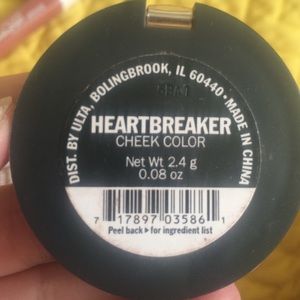 DIST. BY ULTA, BOLINGBROOK, IL 60440 • MADE IN CHINA
HEARTBREAKER
CHEEK COLOR
Net Wt 2.4 g
0.08 oz
7 17897 03586 1
Peel back ▸ for ingredient list